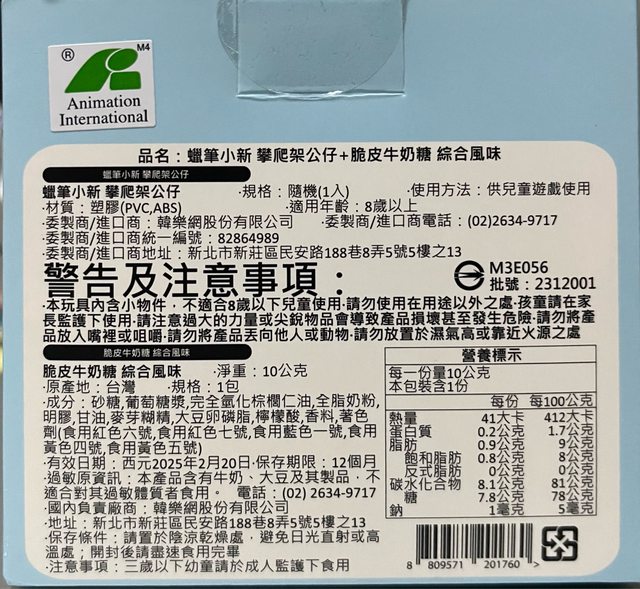 ® M4
Animation
International
品名：蠟筆小新 攀爬架公仔+脆皮牛奶糖 綜合風味
蠟筆小新 攀爬架公仔
蠟筆小新 攀爬架公仔 ·規格：隨機(1入) ·使用方法：供兒童遊戲使用
·材質：塑膠(PVC,ABS) ·適用年齡：8歲以上
·委製商/進口商：韓樂網股份有限公司 ·委製商/進口商電話：(02)2634-9717
·委製商/進口商統一編號：82864989
·委製商/進口商地址：新北市新莊區民安路188巷8弄5號5樓之13
警告及注意事項：
M3E056
批號：2312001
·本玩具內含小物件，不適合8歲以下兒童使用·請勿使用在用途以外之處·孩童請在家
長監護下使用·請注意過大的力量或尖銳物品會導致產品損壞甚至發生危險·請勿將產
品放入嘴裡或咀嚼·請勿將產品丟向他人或動物·請勿放置於濕氣高或靠近火源之處
脆皮牛奶糖 綜合風味
脆皮牛奶糖 綜合風味 ·淨重：10公克
·原產地：台灣 ·規格：1包
·成分：砂糖,葡萄糖漿,完全氫化棕櫚仁油,全脂奶粉,
明膠,甘油,麥芽糊精,大豆卵磷脂,檸檬酸,香料,著色
劑(食用紅色六號,食用紅色七號,食用藍色一號,食用
黃色四號,食用黃色五號)
·有效日期：西元2025年2月20日·保存期限：12個月
·過敏原資訊：本產品含有牛奶、大豆及其製品，不
適合對其過敏體質者食用。 電話：(02) 2634-9717
·國內負責廠商：韓樂網股份有限公司
·地址：新北市新莊區民安路188巷8弄5號5樓之13
·保存條件：請置於陰涼乾燥處，避免日光直射或高
溫處；開封後請盡速食用完畢
·注意事項：三歲以下幼童請於成人監護下食用
營養標示
每一份量10公克
本包裝含1份
每份 每100公克
熱量 41大卡 412大卡
蛋白質 0.2公克 1.7公克
脂肪 0.9公克 9公克
飽和脂肪 0.8公克 8公克
反式脂肪 0公克 0公克
碳水化合物 8.1公克 81公克
糖 7.8公克 78公克
鈉 1毫克 5毫克
8 809571 201760 >